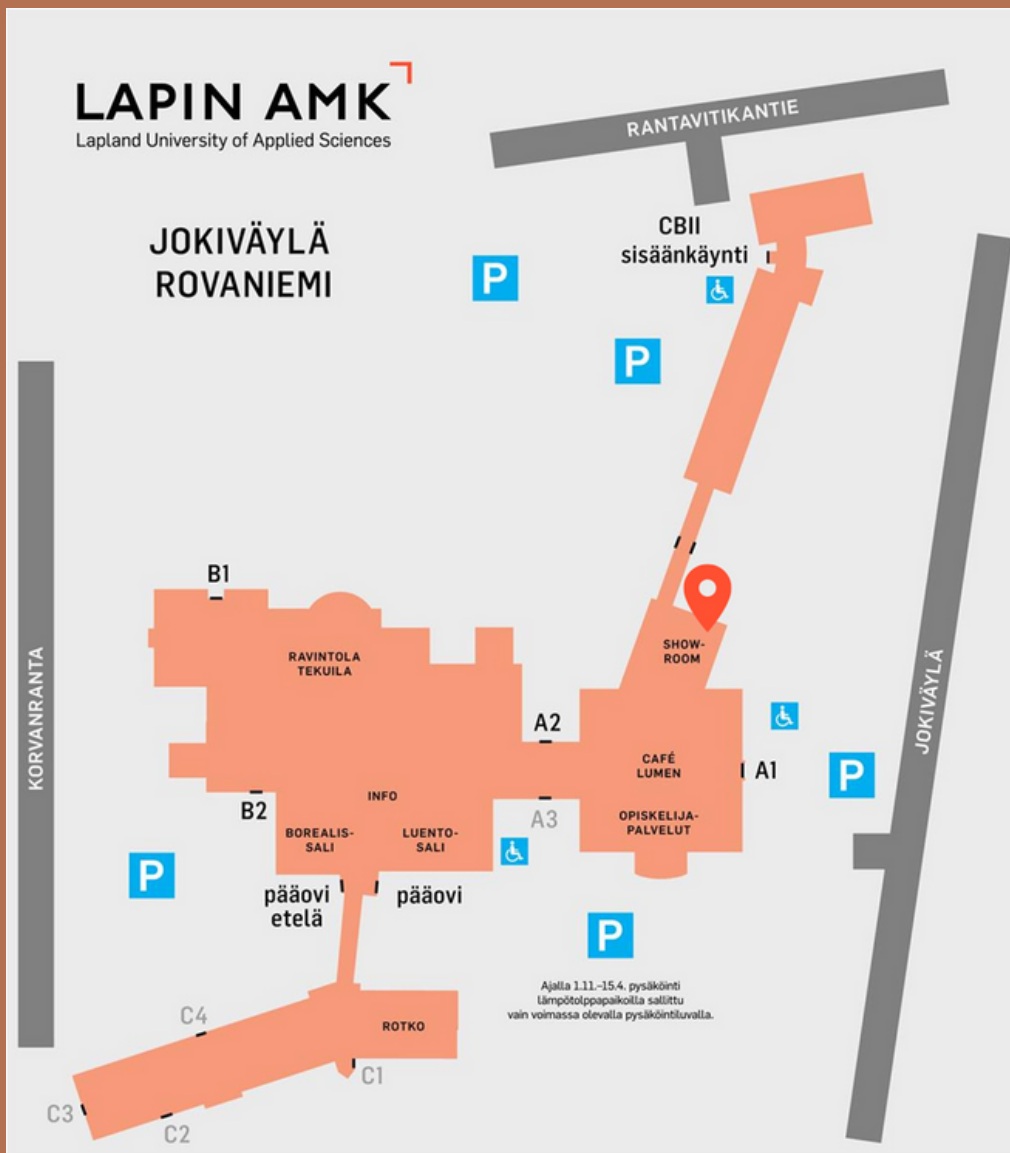 LAPIN AMK
Lapland University of Applied Sciences
JOKIVÄYLÄ
ROVANIEMI
RANTAVITIKANTIE
CBII
sisäänkäynti
P
P
KORVANRANTA
JOKIVÄYLÄ
B1
RAVINTOLA
TEKUILA
SHOW-
ROOM
A2
CAFÉ
LUMEN
A1
P
B2
INFO
A3
OPISKELIJA-
PALVELUT
BOREALIS-
SALI
LUENTO-
SALI
P
pääovi
etelä
pääovi
P
Ajalla 1.11.–15.4. pysäköinti
lämpötolppapaikoilla sallittu
vain voimassa olevalla pysäköintiluvalla.
C4
ROTKO
C1
C3
C2